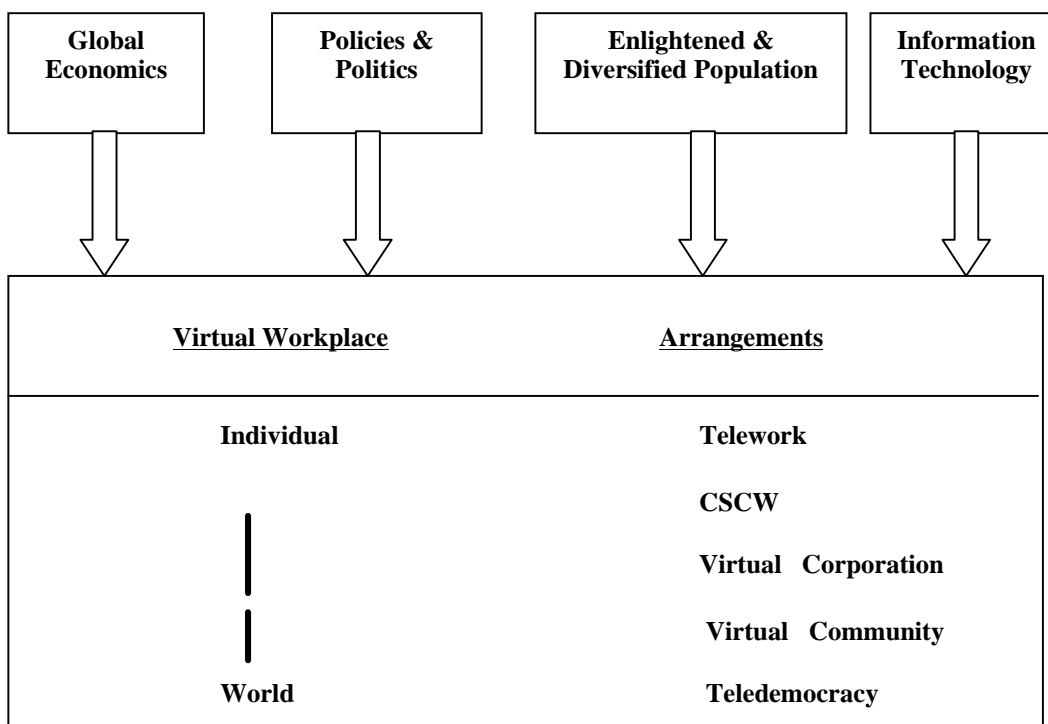 Global
Economics
Policies &
Politics
Enlightened &
Diversified Population
Information
Technology
Virtual Workplace
Arrangements
Individual
Telework
CSCW
Virtual Corporation
Virtual Community
World
Teledemocracy